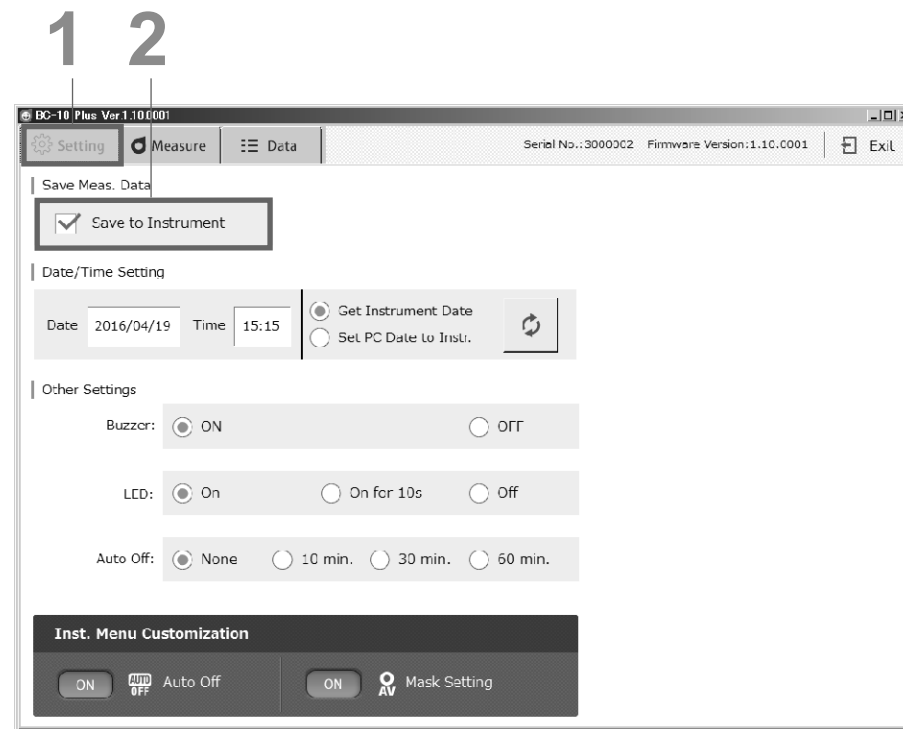 1 2
BC-10 Plus Ver.1.10.0001
Setting Measure Data Serial No.:3000002 Firmware Version:1.10.0001 Exit
Save Meas. Data
Save to Instrument
Date/Time Setting
Date 2016/04/19 Time 15:15
Get Instrument Date
Set PC Date to Instr.
Other Settings
Buzzer: ON OFF
LED: On On for 10s Off
Auto Off: None 10 min. 30 min. 60 min.
Inst. Menu Customization
ON AUTO OFF Auto Off ON AV Mask Setting